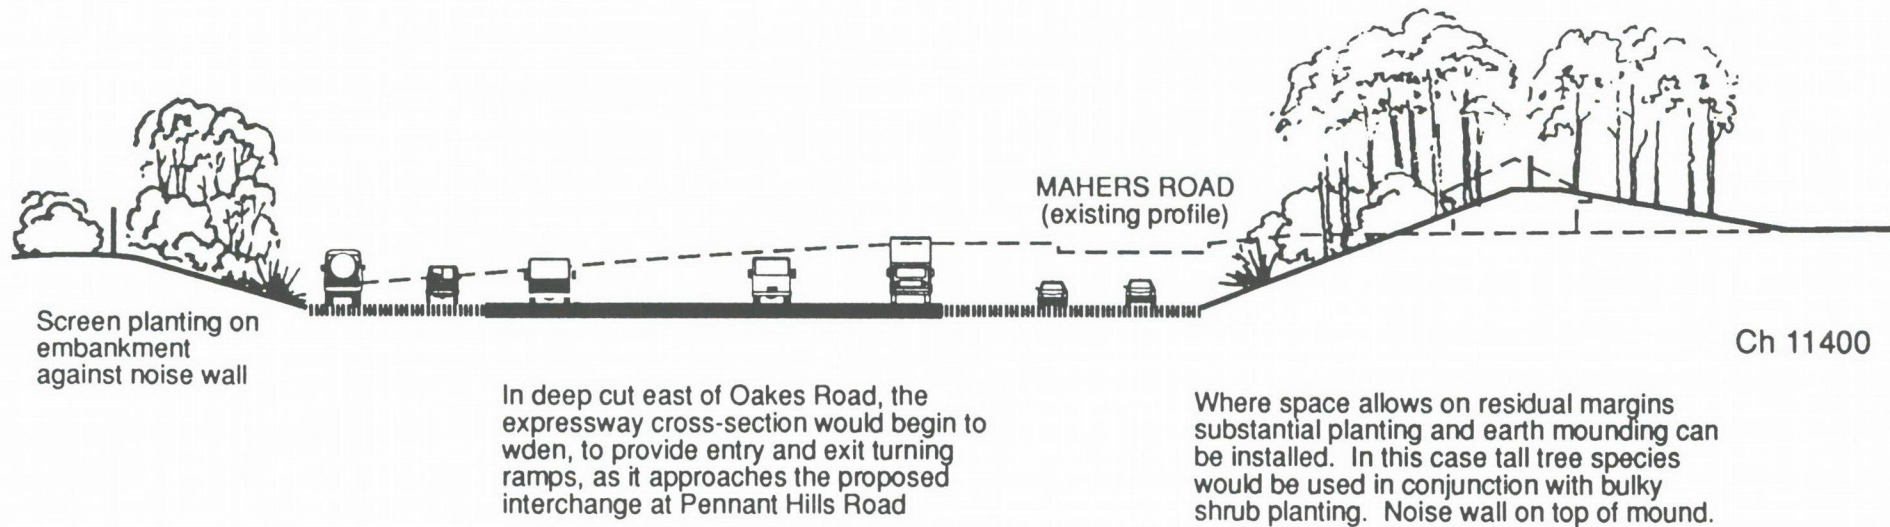 MAHERS ROAD
(existing profile)
Screen planting on
embankment
against noise wall
Ch 11400
In deep cut east of Oakes Road, the
expressway cross-section would begin to
wden, to provide entry and exit turning
ramps, as it approaches the proposed
interchange at Pennant Hills Road
Where space allows on residual margins
substantial planting and earth mounding can
be installed.  In this case tall tree species
would be used in conjunction with bulky
shrub planting.  Noise wall on top of mound.